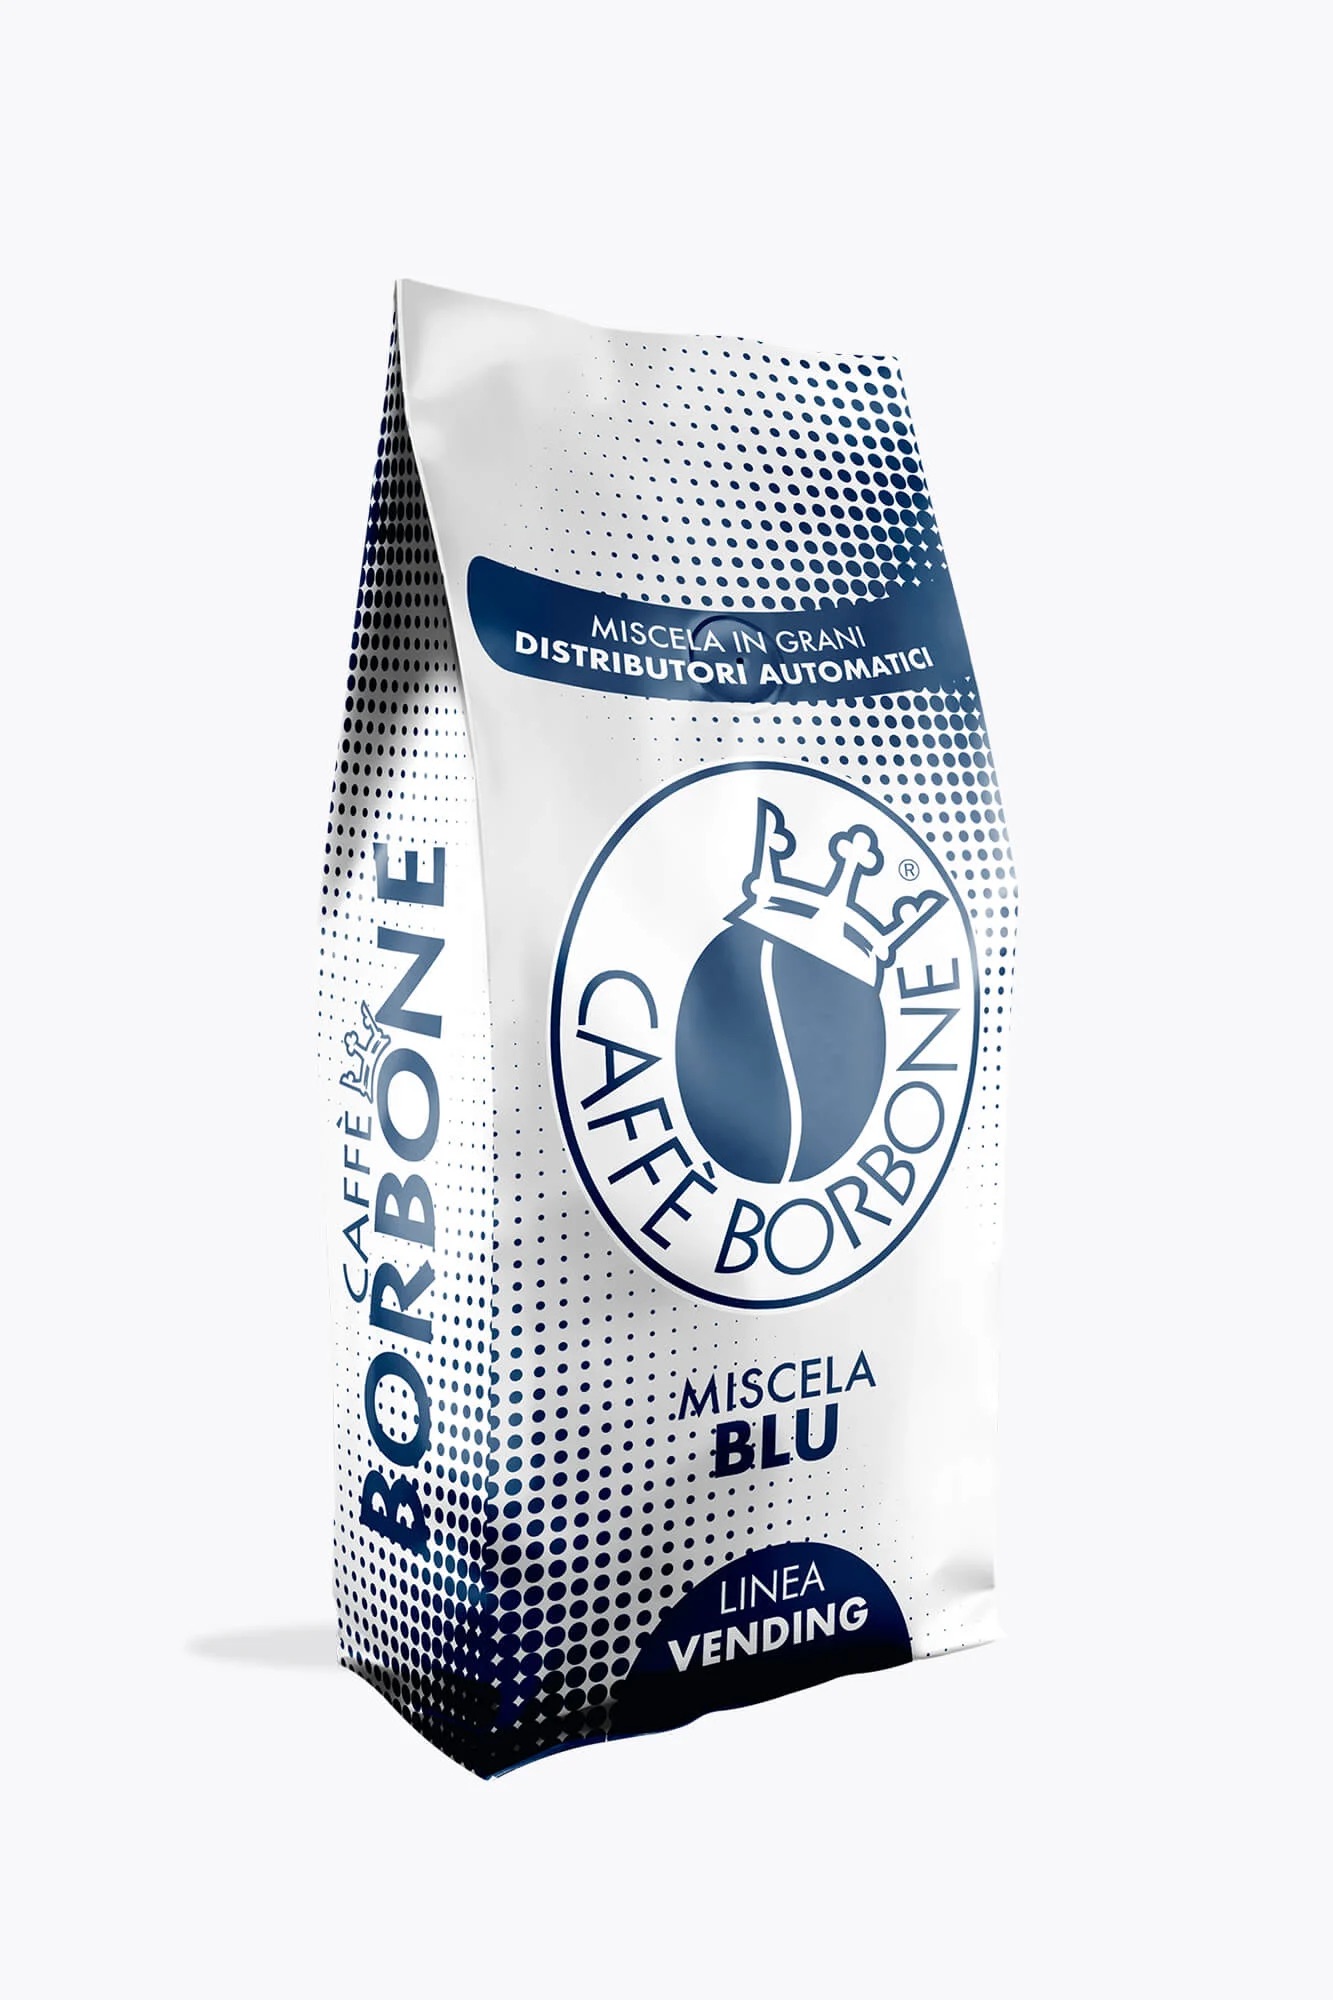 MISCELA IN GRANI
DISTRIBUTORI AUTOMATICI
®
CAFFÈ BORBONE
MISCELA
BLU
LINEA
VENDING
CAFFÈ
BORBONE